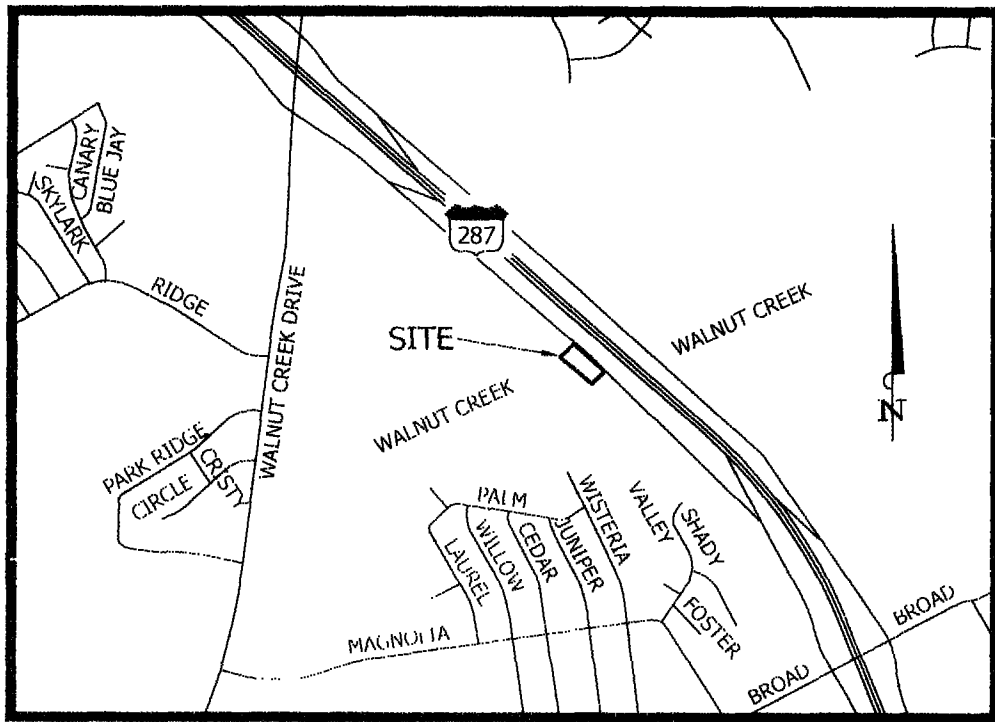 CANARY
BLUE JAY
SKYLARK
287
RIDGE
WALNUT CREEK DRIVE
SITE
WALNUT CREEK
WALNUT CREEK
N
PARK RIDGE
CRISTY
CIRCLE
PALM
WISTERIA
VALLEY
SHADY
LAUREL
WILLOW
CEDAR
JUNIPER
FOSTER
MAGNOLIA
BROAD
BROAD